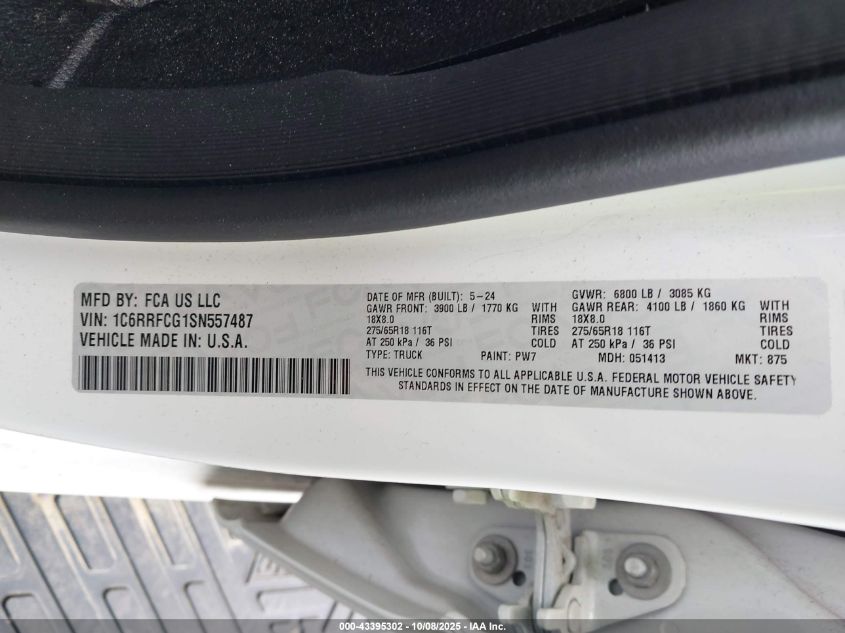 MFD BY: FCA US LLC
VIN: 1C6RRFCG1SN557487
VEHICLE MADE IN: U.S.A.
DATE OF MFR (BUILT): 5-24 GVWR: 6800 LB / 3085 KG
GAWR FRONT: 3900 LB / 1770 KG WITH GAWR REAR: 4100 LB / 1860 KG WITH
18X8.0 RIMS 18X8.0 RIMS
275/65R18 116T TIRES 275/65R18 116T TIRES
AT 250 kPa / 36 PSI COLD AT 250 kPa / 36 PSI COLD
TYPE: TRUCK PAINT: PW7 MDH: 051413 MKT: 875
THIS VEHICLE CONFORMS TO ALL APPLICABLE U.S.A. FEDERAL MOTOR VEHICLE SAFETY
STANDARDS IN EFFECT ON THE DATE OF MANUFACTURE SHOWN ABOVE.
000-43395302 - 10/08/2025 - IAA Inc.